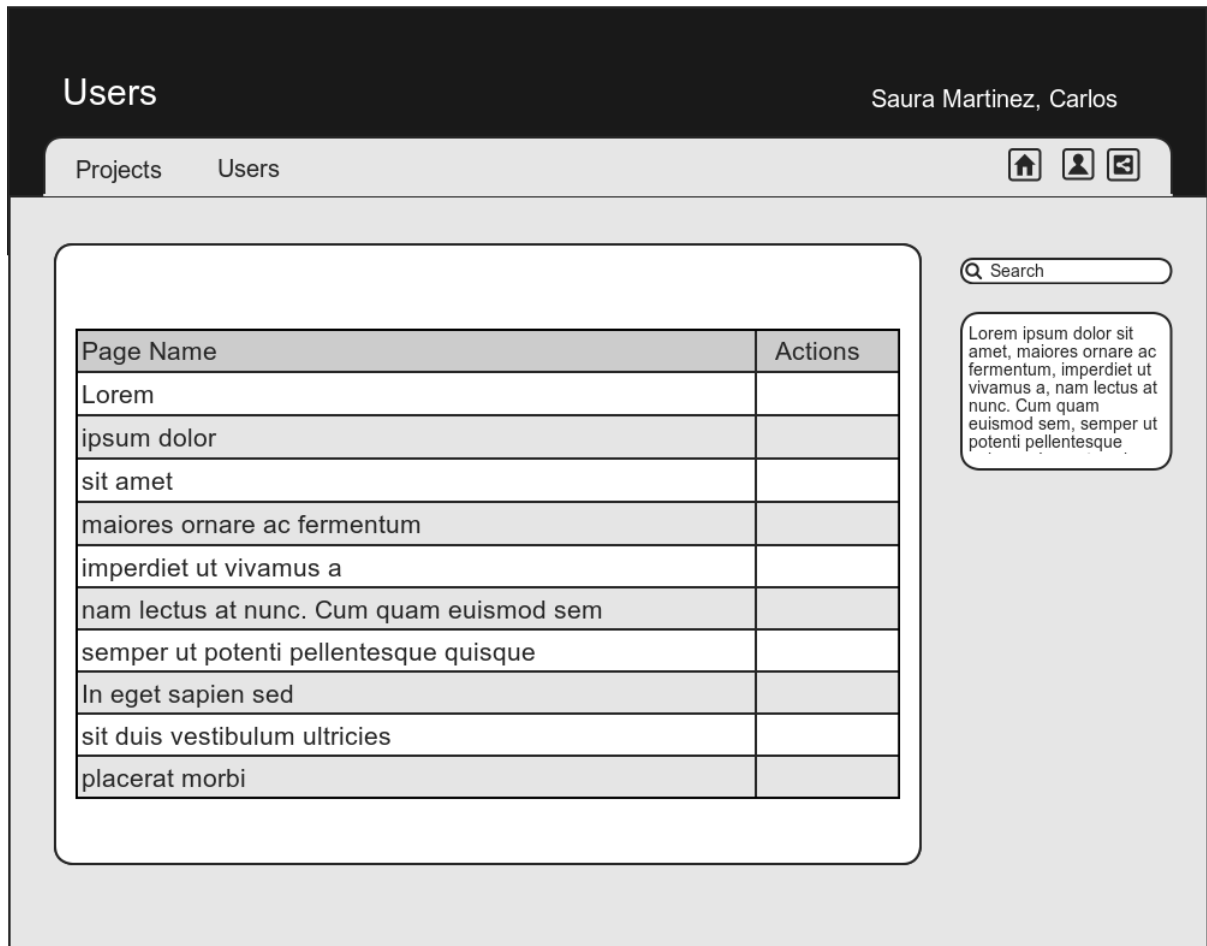 Users
Saura Martinez, Carlos
Projects
Users
Search
Page Name
Actions
Lorem
ipsum dolor
sit amet
maiores ornare ac fermentum
imperdiet ut vivamus a
nam lectus at nunc. Cum quam euismod sem
semper ut potenti pellentesque quisque
In eget sapien sed
sit duis vestibulum ultricies
placerat morbi
Lorem ipsum dolor sit
amet, maiores ornare ac
fermentum, imperdiet ut
vivamus a, nam lectus at
nunc. Cum quam
euismod sem, semper ut
potenti pellentesque